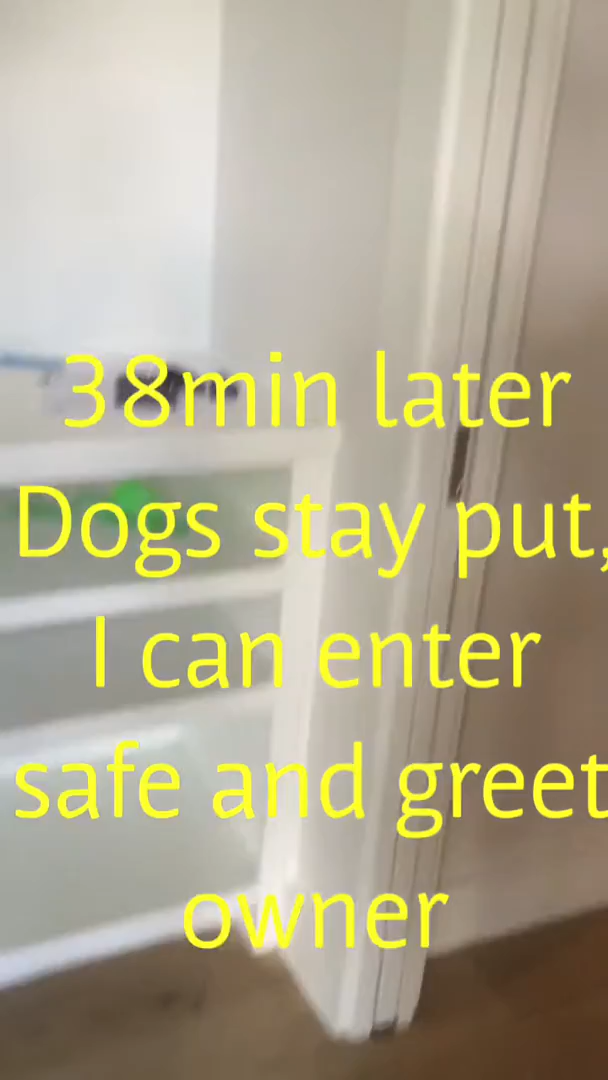 38min later
Dogs stay put,
I can enter
safe and greet
owner